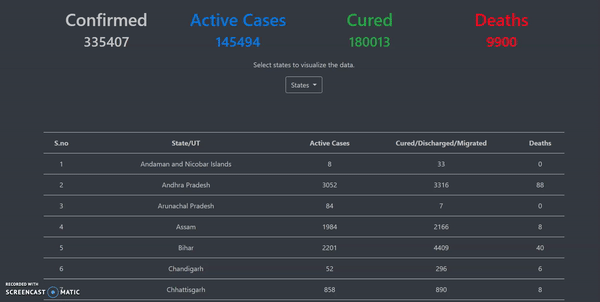 Confirmed Active Cases Cured Deaths
335407 145494 180013 9900
Select states to visualize the data.
States
S.no State/UT Active Cases Cured/Discharged/Migrated Deaths
1 Andaman and Nicobar Islands 8 33 0
2 Andhra Pradesh 3052 3316 88
3 Arunachal Pradesh 84 7 0
4 Assam 1984 2166 8
5 Bihar 2201 4409 40
6 Chandigarh 52 296 6
Chhattisgarh 858 890 8
RECORDED WITH
SCREENCAST MATIC